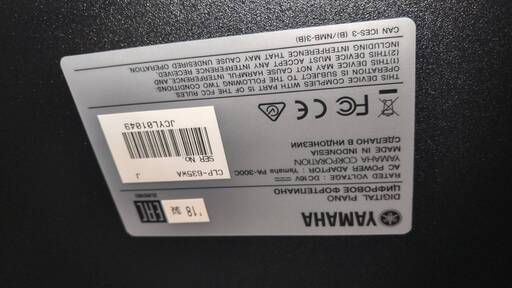 YAMAHA
'18
EAC
DIGITAL PIANO
ЦИФРОВОЕ ФОРТЕПИАНО
RATED VOLTAGE : DC16V
AC POWER ADAPTOR : Yamaha PA-300C
YAMAHA CORPORATION
MADE IN INDONESIA
СДЕЛАНО В ИНДОНЕЗИИ
CLP-635WA J
SER No.
JCYL01049
FC CE
THIS DEVICE COMPLIES WITH PART 15 OF THE FCC RULES.
OPERATION IS SUBJECT TO THE FOLLOWING TWO CONDITIONS:
(1)THIS DEVICE MAY NOT CAUSE HARMFUL INTERFERENCE, AND
(2)THIS DEVICE MUST ACCEPT ANY INTERFERENCE RECEIVED,
INCLUDING INTERFERENCE THAT MAY CAUSE UNDESIRED OPERATION.
CAN ICES-3 (B)/NMB-3(B)